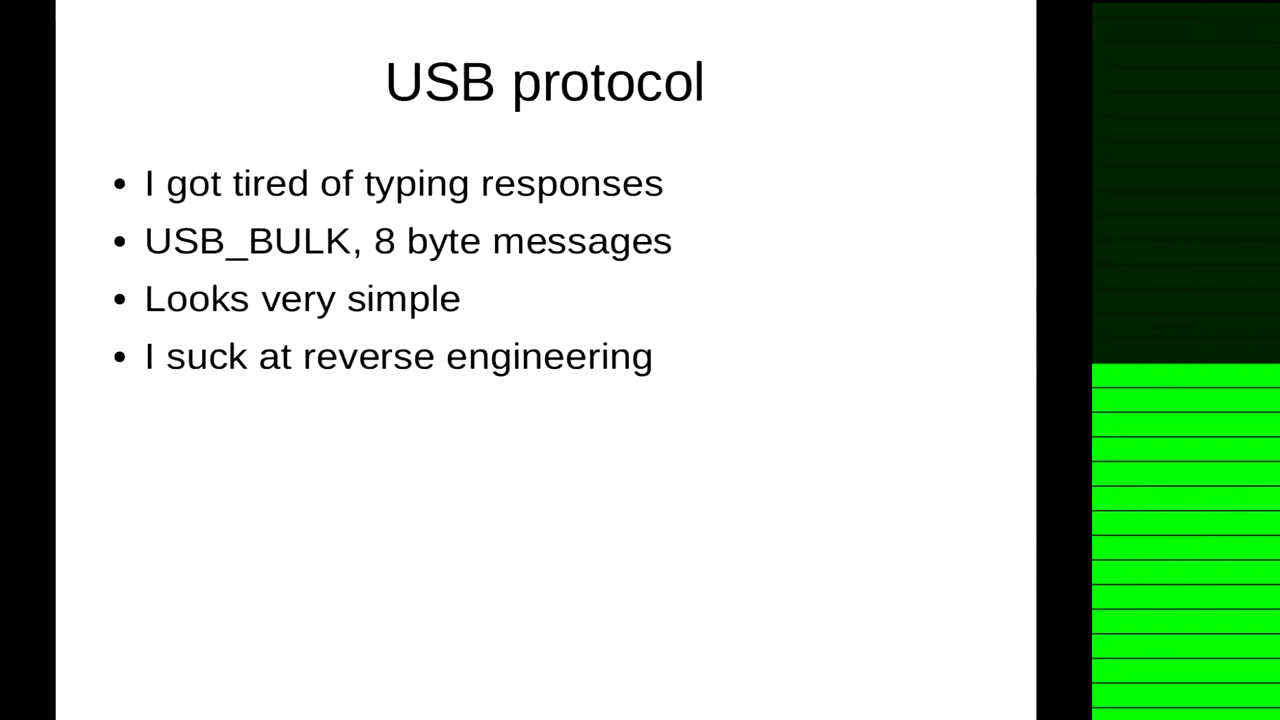 USB protocol
• I got tired of typing responses
• USB_BULK, 8 byte messages
• Looks very simple
• I suck at reverse engineering